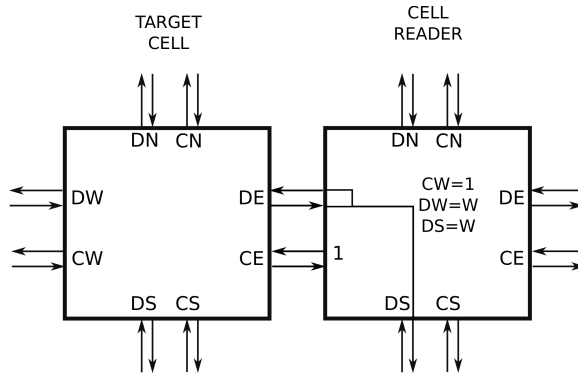 TARGET
CELL
CELL
READER
DN CN
DN CN
DW
DE
CW=1
DW=W
DS=W
DE
CW
CE
1
CE
DS CS
DS CS